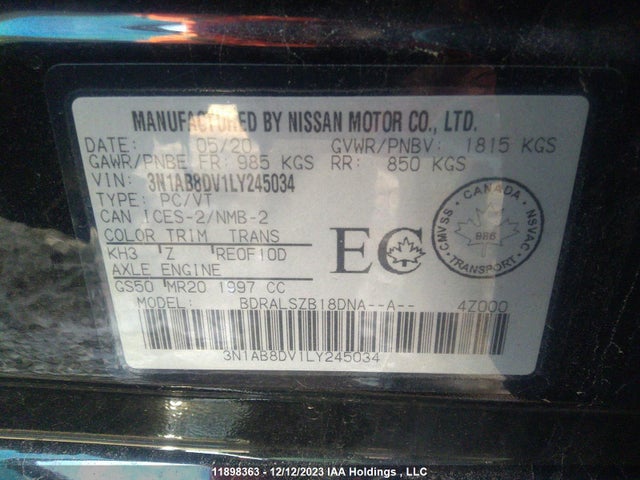 MANUFACTURED BY NISSAN MOTOR CO., LTD.
DATE: 05/20 GVWR/PNBV: 1815 KGS
GAWR/PNBE FR: 985 KGS RR: 850 KGS
VIN: 3N1AB8DV1LY245034
TYPE: PC/VT
CAN ICES-2/NMB-2
COLOR TRIM TRANS
KH3 Z RE0F10D
AXLE ENGINE
GS50 MR20 1997 CC
MODEL: BDRALSZB18DNA--A-- 4Z000
3N1AB8DV1LY245034
EC
CANADA
CMVSS NSVAC
TRANSPORT
11898363 - 12/12/2023 IAA Holdings , LLC